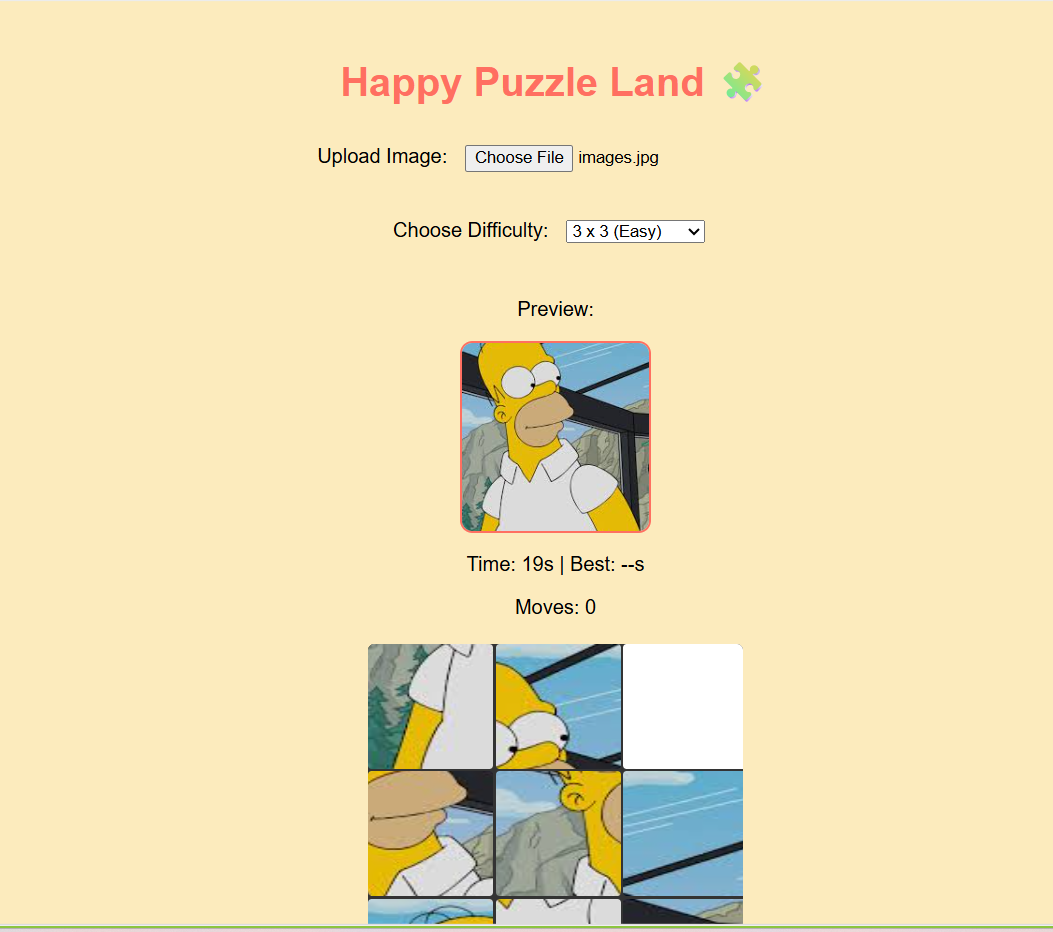 Happy Puzzle Land
Upload Image: Choose File images.jpg
Choose Difficulty: 3 x 3 (Easy)
Preview:
Time: 19s | Best: --s
Moves: 0